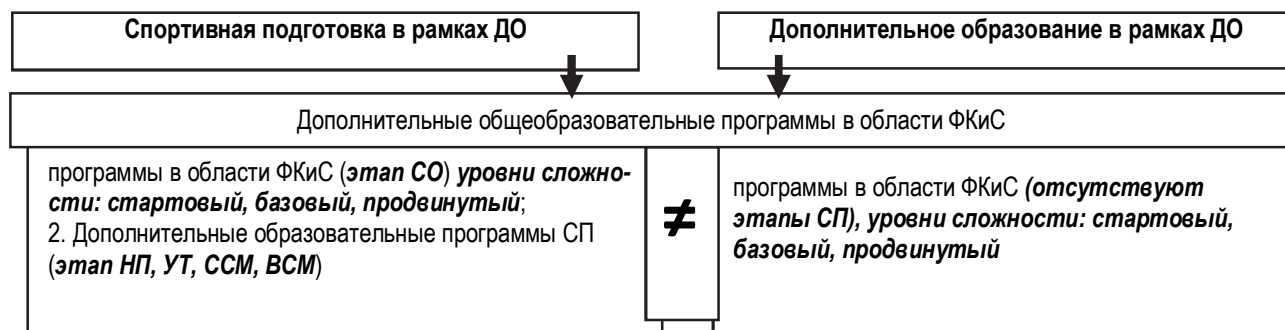 Спортивная подготовка в рамках ДО
Дополнительное образование в рамках ДО
Дополнительные общеобразовательные программы в области ФКиС
программы в области ФКиС (этап СО) уровни сложно-
сти: стартовый, базовый, продвинутый;
2. Дополнительные образовательные программы СП
(этап НП, УТ, ССМ, ВСМ)
≠
программы в области ФКиС (отсутствуют
этапы СП), уровни сложности: стартовый,
базовый, продвинутый